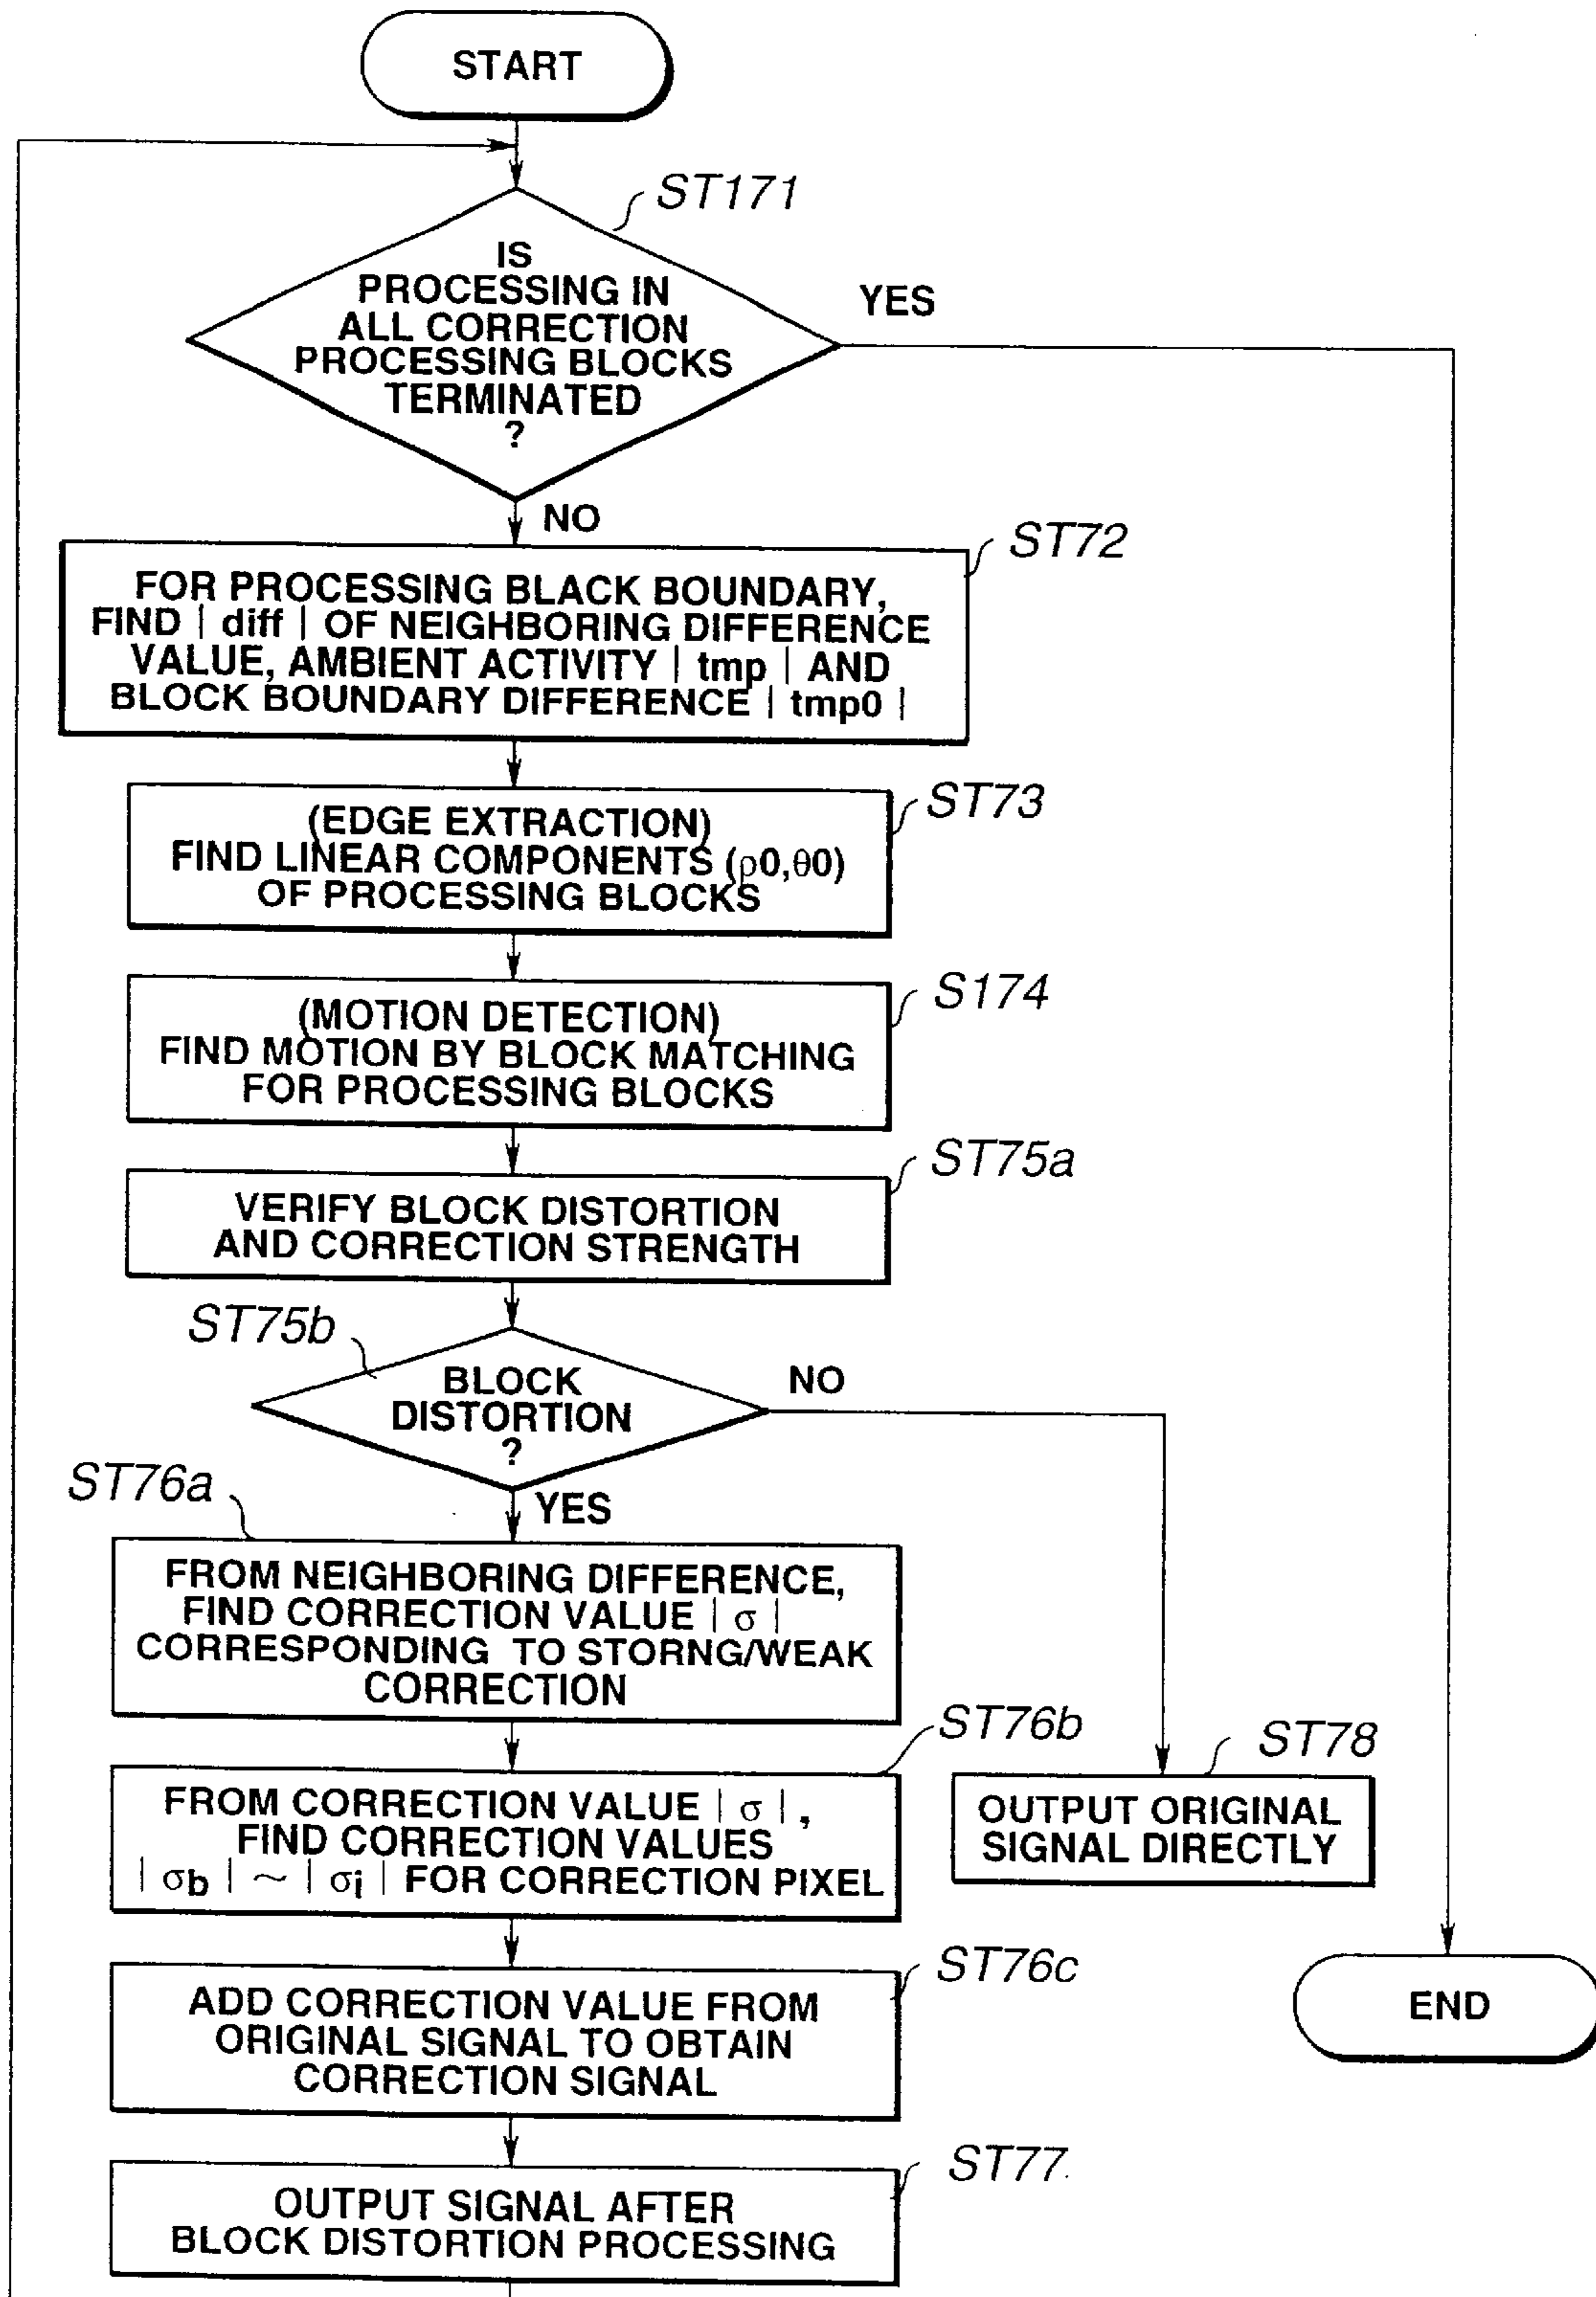 START
ST171
IS
PROCESSING IN
ALL CORRECTION
PROCESSING BLOCKS
TERMINATED
?
YES
NO
ST72
FOR PROCESSING BLACK BOUNDARY,
FIND | diff | OF NEIGHBORING DIFFERENCE
VALUE, AMBIENT ACTIVITY | tmp | AND
BLOCK BOUNDARY DIFFERENCE | tmp0 |
ST73
(EDGE EXTRACTION)
FIND LINEAR COMPONENTS (ρ0,θ0)
OF PROCESSING BLOCKS
S174
(MOTION DETECTION)
FIND MOTION BY BLOCK MATCHING
FOR PROCESSING BLOCKS
ST75a
VERIFY BLOCK DISTORTION
AND CORRECTION STRENGTH
ST75b
BLOCK
DISTORTION
?
NO
YES
ST76a
FROM NEIGHBORING DIFFERENCE,
FIND CORRECTION VALUE | σ |
CORRESPONDING TO STORNG/WEAK
CORRECTION
ST76b
FROM CORRECTION VALUE | σ | ,
FIND CORRECTION VALUES
| σb | ~ | σi | FOR CORRECTION PIXEL
ST78
OUTPUT ORIGINAL
SIGNAL DIRECTLY
ST76c
ADD CORRECTION VALUE FROM
ORIGINAL SIGNAL TO OBTAIN
CORRECTION SIGNAL
END
ST77
OUTPUT SIGNAL AFTER
BLOCK DISTORTION PROCESSING